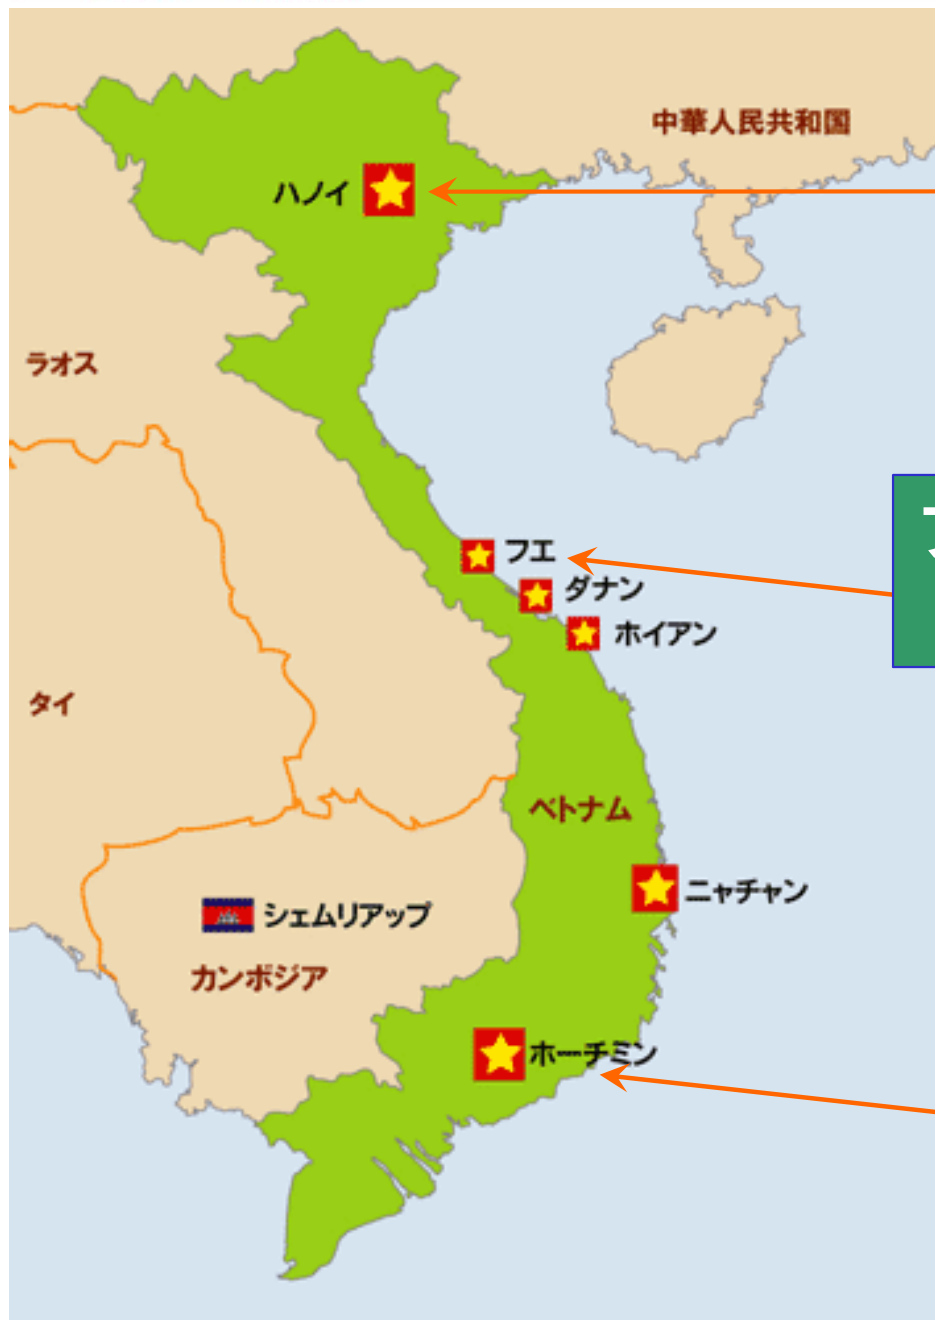 中華人民共和国
ハノイ
ラオス
フエ
ダナン
ホイアン
タイ
ベトナム
ニャチャン
シェムリアップ
カンボジア
ホーチミン